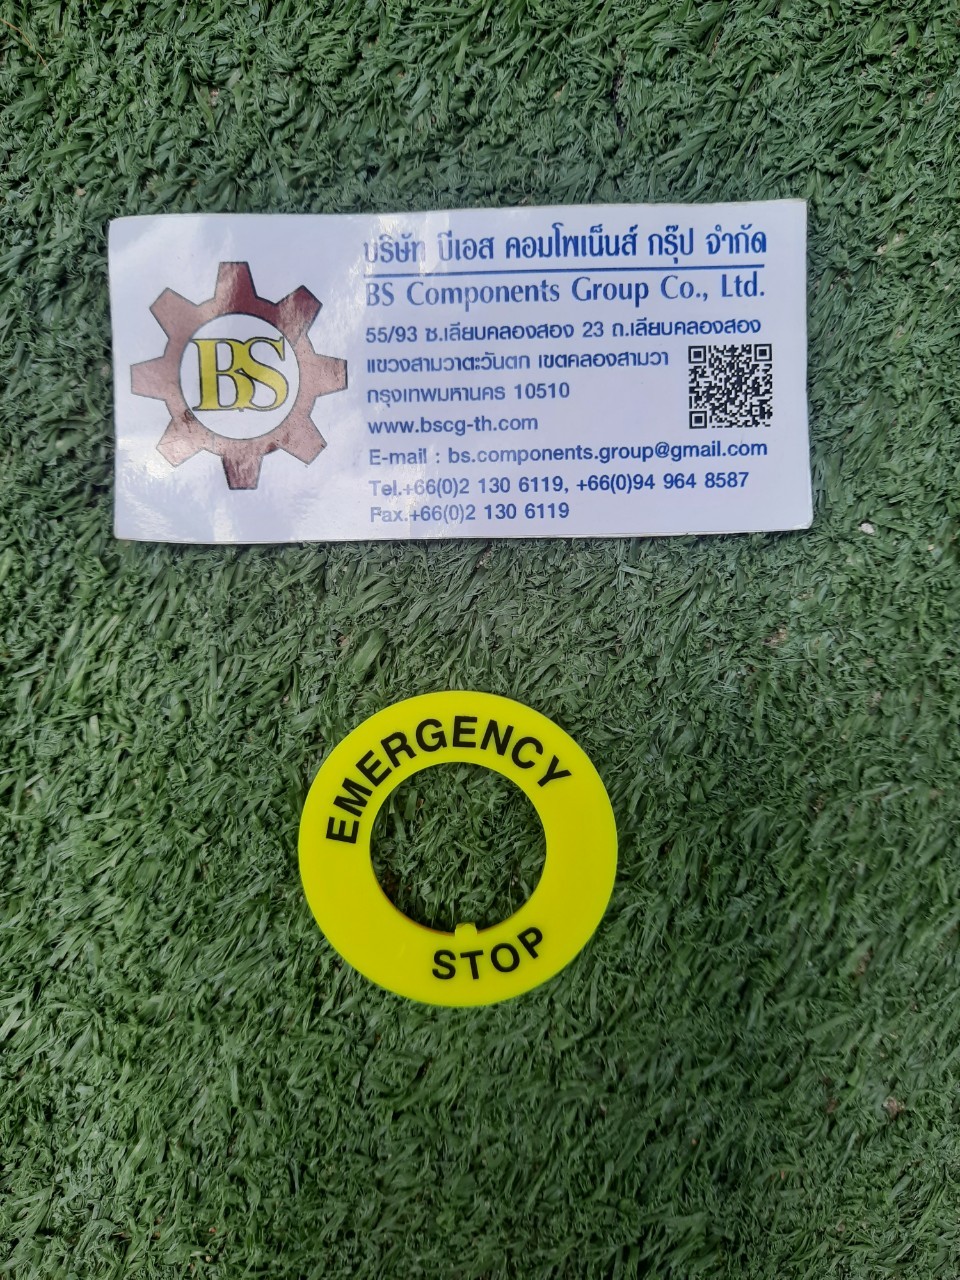 BS
บริษัท บีเอส คอมโพเน็นส์ กรุ๊ป จำกัด
BS Components Group Co., Ltd.
55/93 ซ.เลียบคลองสอง 23 ถ.เลียบคลองสอง
แขวงสามวาตะวันตก เขตคลองสามวา
กรุงเทพมหานคร 10510
www.bscg-th.com
E-mail : bs.components.group@gmail.com
Tel.+66(0)2 130 6119, +66(0)94 964 8587
Fax.+66(0)2 130 6119
EMERGENCY
STOP